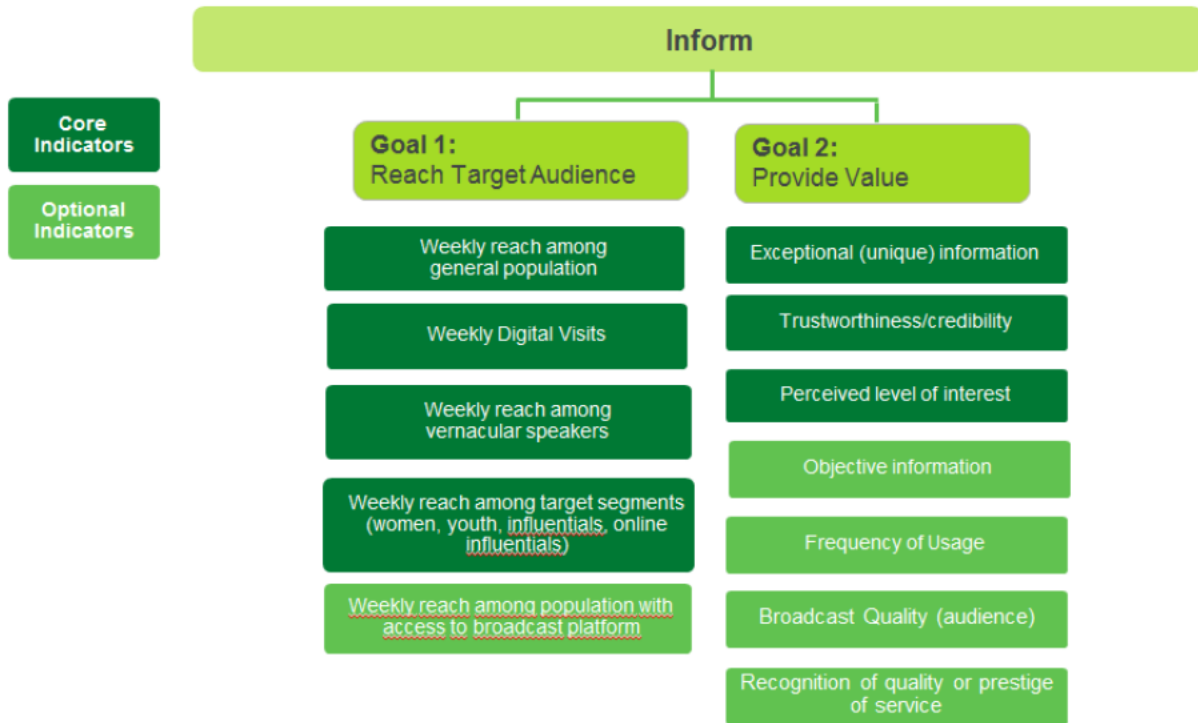 Inform
Core
Indicators
Optional
Indicators
Goal 1:
Reach Target Audience
Weekly reach among
general population
Weekly Digital Visits
Weekly reach among
vernacular speakers
Weekly reach among target segments
(women, youth, influentials, online
influentials)
Weekly reach among population with
access to broadcast platform
Goal 2:
Provide Value
Exceptional (unique) information
Trustworthiness/credibility
Perceived level of interest
Objective information
Frequency of Usage
Broadcast Quality (audience)
Recognition of quality or prestige
of service